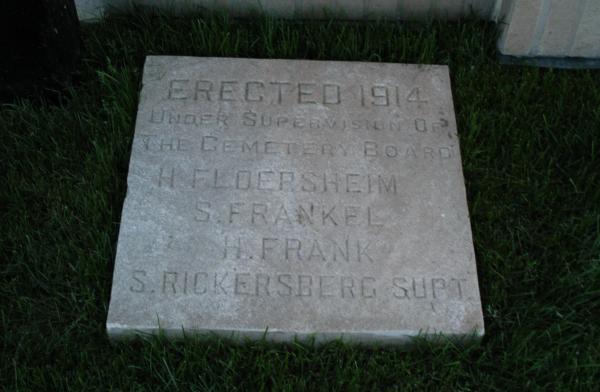 ERECTED 1914
UNDER SUPERVISION OF
THE CEMETERY BOARD
H FLOERSHEIM
S. FRANKEL
H. FRANK
S. RICKERSBERG SUPT